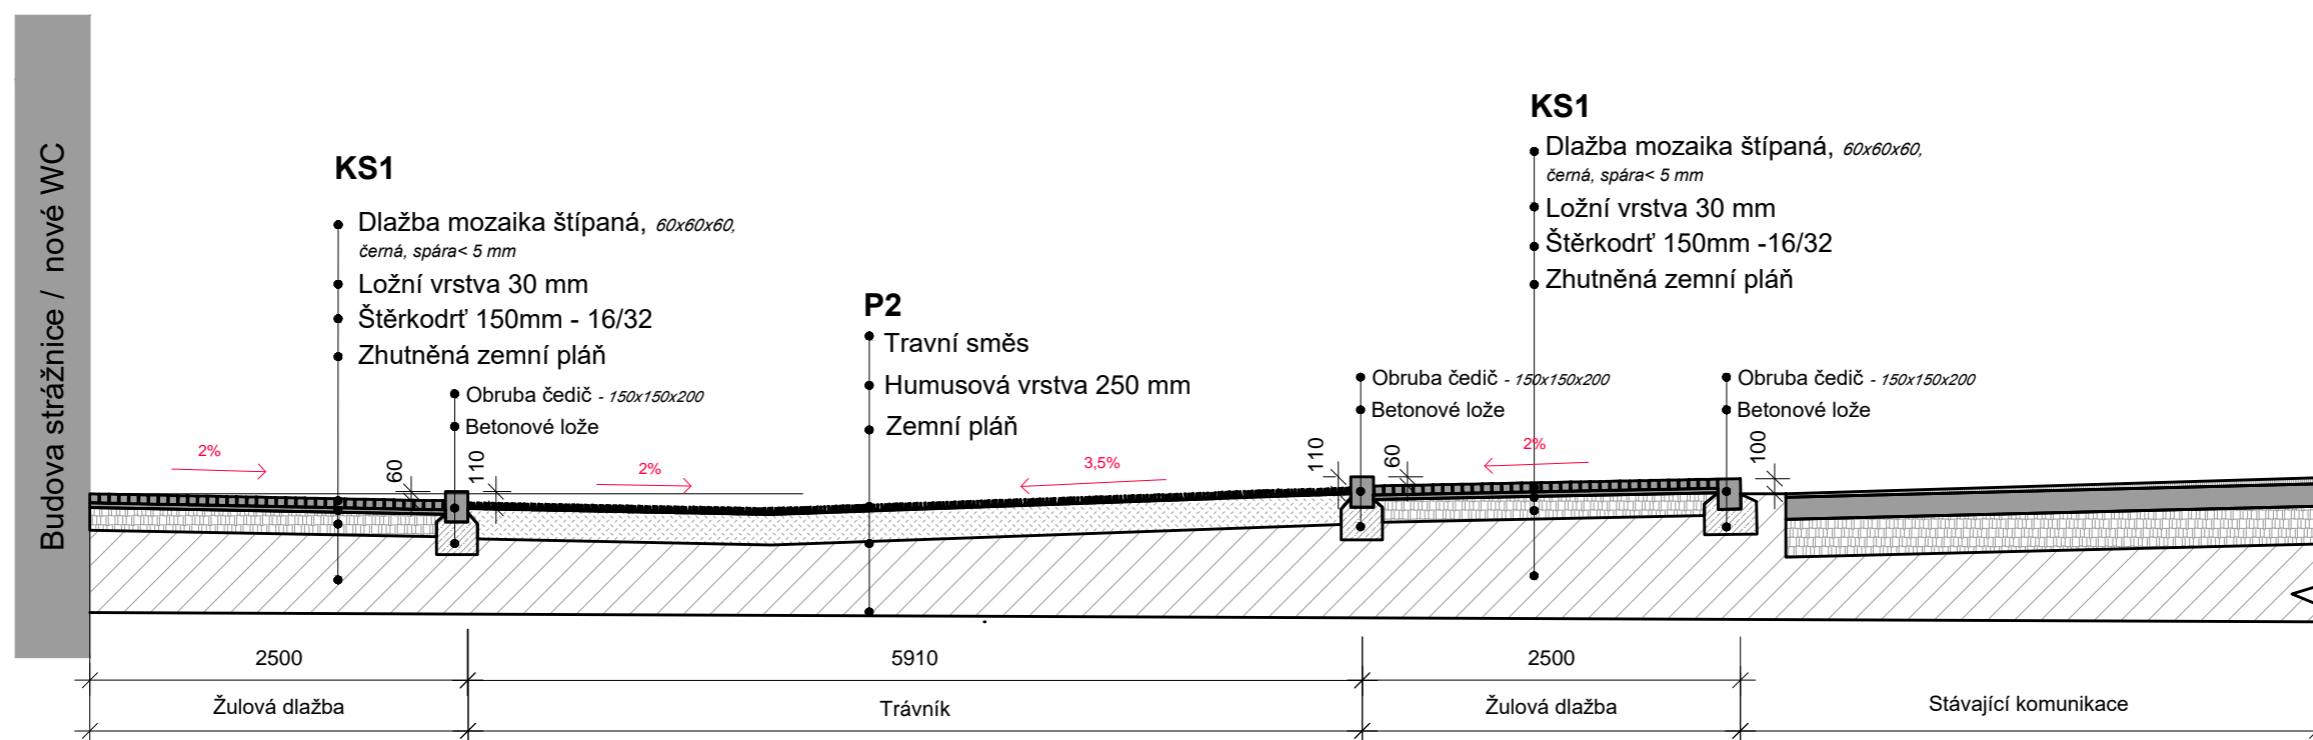 Budova strážnice / nové WC
KS1
Dlažba mozaika štípaná, 60x60x60,
černá, spára< 5 mm
Ložní vrstva 30 mm
Štěrkodrť 150mm - 16/32
Zhutněná zemní pláň
Obruba čedič - 150x150x200
Betonové lože
P2
Travní směs
Humusová vrstva 250 mm
Zemní pláň
KS1
Dlažba mozaika štípaná, 60x60x60,
černá, spára< 5 mm
Ložní vrstva 30 mm
Štěrkodrť 150mm -16/32
Zhutněná zemní pláň
Obruba čedič - 150x150x200
Betonové lože
Obruba čedič - 150x150x200
Betonové lože
2%
60
110
2%
3,5%
110
60
2%
100
2500
5910
2500
Žulová dlažba
Trávník
Žulová dlažba
Stávající komunikace